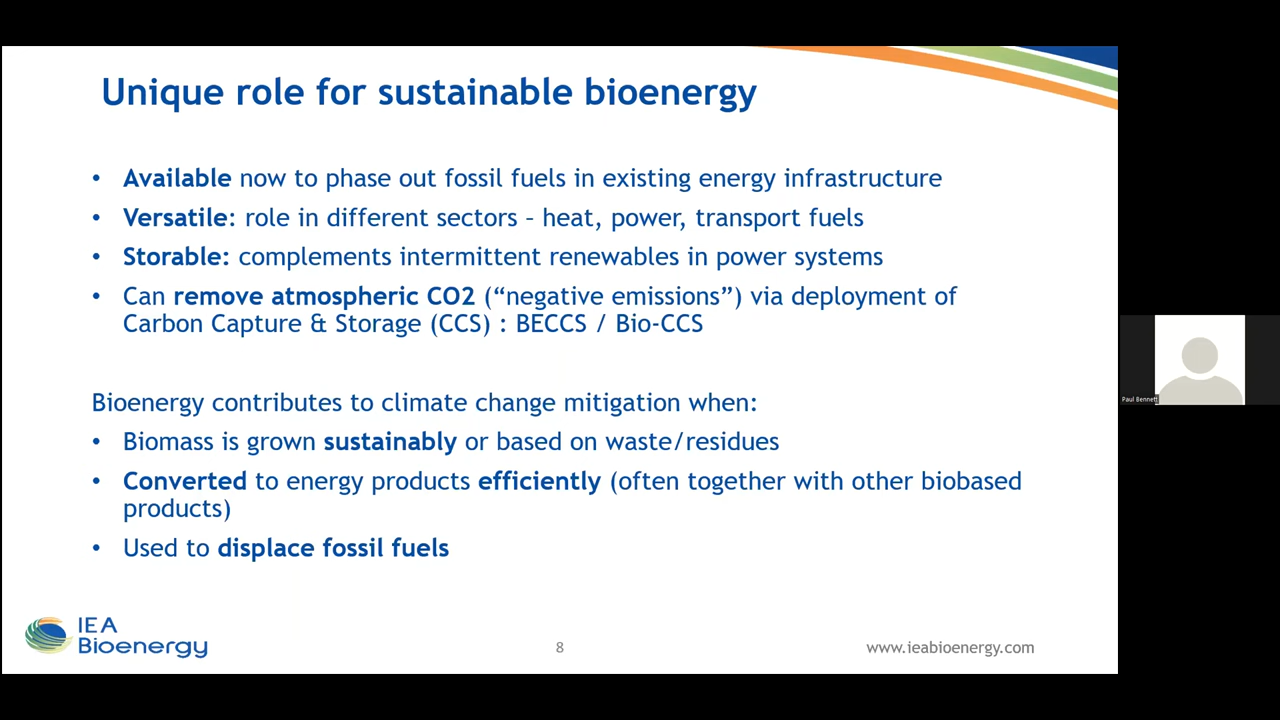 Unique role for sustainable bioenergy
• Available now to phase out fossil fuels in existing energy infrastructure
• Versatile: role in different sectors – heat, power, transport fuels
• Storable: complements intermittent renewables in power systems
• Can remove atmospheric CO2 (“negative emissions”) via deployment of
Carbon Capture & Storage (CCS) : BECCS / Bio-CCS
Bioenergy contributes to climate change mitigation when:
• Biomass is grown sustainably or based on waste/residues
• Converted to energy products efficiently (often together with other biobased
products)
• Used to displace fossil fuels
IEA
Bioenergy
8
www.ieabioenergy.com
Paul Bennett